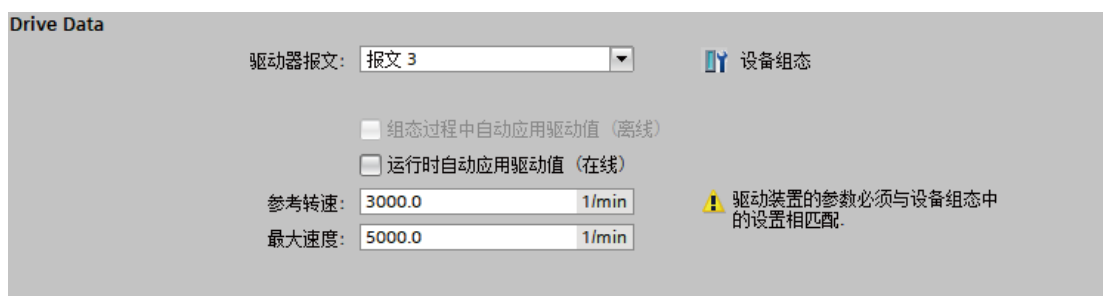 Drive Data
驱动器报文: 报文 3 设备组态
组态过程中自动应用驱动值（离线）
运行时自动应用驱动值（在线）
参考转速: 3000.0 1/min 驱动装置的参数必须与设备组态中
的设置相匹配.
最大速度: 5000.0 1/min